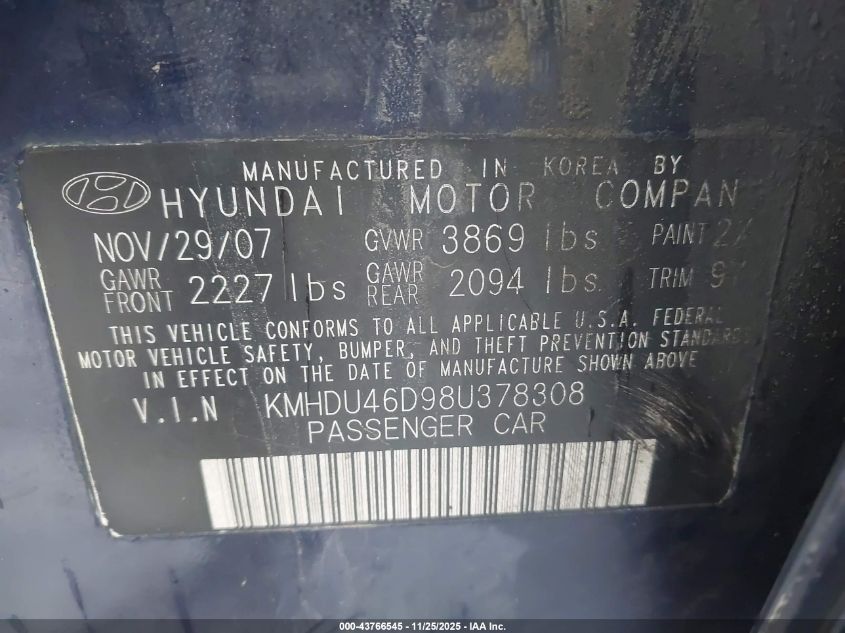 MANUFACTURED IN KOREA BY
HYUNDAI MOTOR COMPAN
NOV/29/07 GVWR 3869 lbs PAINT
GAWR FRONT 2227 lbs GAWR REAR 2094 lbs TRIM
THIS VEHICLE CONFORMS TO ALL APPLICABLE U.S.A. FEDERAL
MOTOR VEHICLE SAFETY, BUMPER, AND THEFT PREVENTION STANDARDS
IN EFFECT ON THE DATE OF MANUFACTURE SHOWN ABOVE
V.I.N KMHDU46D98U378308
PASSENGER CAR
000-43766545 - 11/25/2025 - IAA Inc.